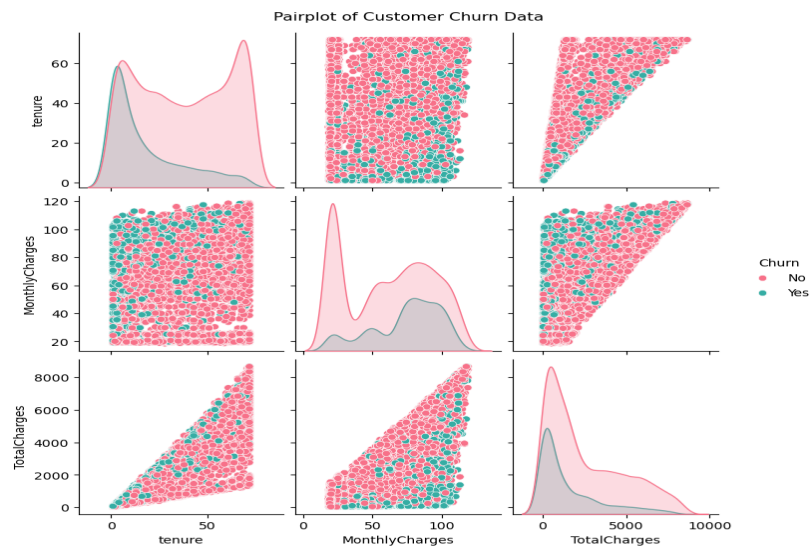 Pairplot of Customer Churn Data
60
40
20
0
tenure
120
100
80
60
40
20
MonthlyCharges
Churn
No
Yes
8000
6000
4000
2000
0
TotalCharges
0 50
0 50 100
0 5000 10000
tenure
MonthlyCharges
TotalCharges